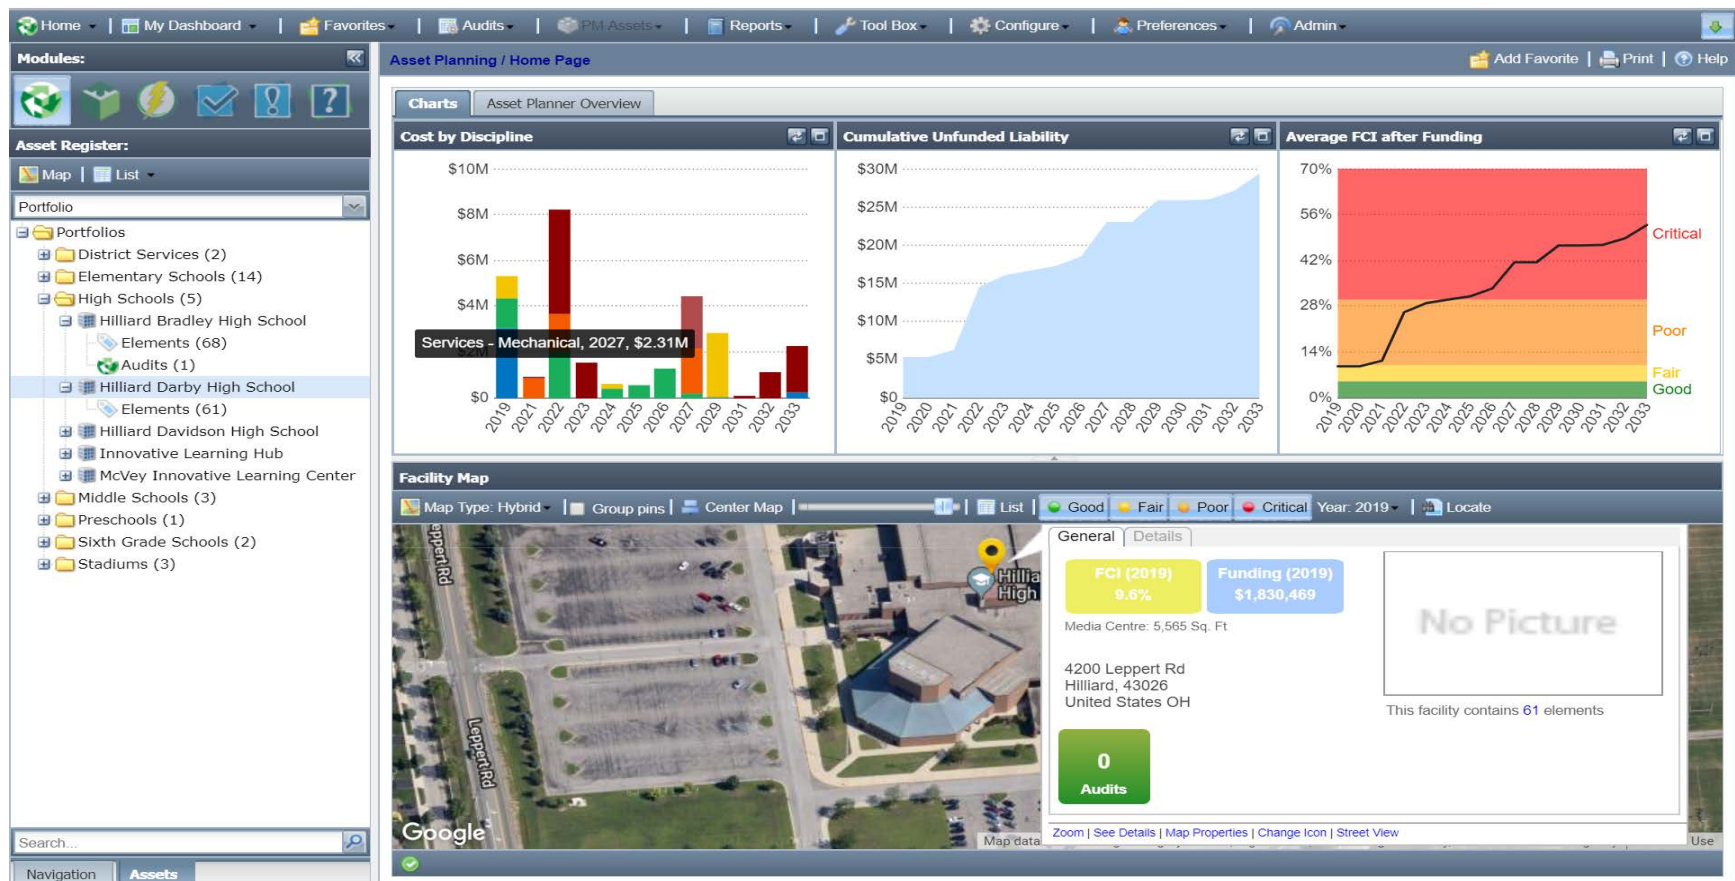 Home | My Dashboard | Favorites | Audits | PM Assets | Reports | Tool Box | Configure | Preferences | Admin
Modules:
Asset Register:
Map | List
Portfolio
Portfolios
District Services (2)
Elementary Schools (14)
High Schools (5)
Hilliard Bradley High School
Elements (68)
Audits (1)
Hilliard Darby High School
Elements (61)
Hilliard Davidson High School
Innovative Learning Hub
McVey Innovative Learning Center
Middle Schools (3)
Preschools (1)
Sixth Grade Schools (2)
Stadiums (3)
Search...
Navigation Assets
Asset Planning / Home Page
Add Favorite | Print | Help
Charts Asset Planner Overview
Cost by Discipline
$10M
$8M
$6M
$4M
$2M
$0
Services - Mechanical, 2027, $2.31M
2019 2021 2022 2023 2024 2025 2026 2027 2029 2031 2032 2033
Cumulative Unfunded Liability
$30M
$25M
$20M
$15M
$10M
$5M
$0
2019 2020 2021 2022 2023 2024 2025 2026 2027 2028 2029 2030 2031 2032 2033
Average FCI after Funding
70%
56%
42%
28%
14%
0%
Critical
Poor
Fair
Good
2019 2020 2021 2022 2023 2024 2025 2026 2027 2028 2029 2030 2031 2032 2033
Facility Map
Map Type: Hybrid | Group pins | Center Map | List | Good Fair Poor Critical Year: 2019 | Locate
Leppert Rd
Leppert Rd
Hillia
High
Google
Map data
Use
General Details
FCI (2019)
9.6%
Funding (2019)
$1,830,469
Media Centre: 5,565 Sq. Ft
4200 Leppert Rd
Hilliard, 43026
United States OH
No Picture
This facility contains 61 elements
0
Audits
Zoom | See Details | Map Properties | Change Icon | Street View